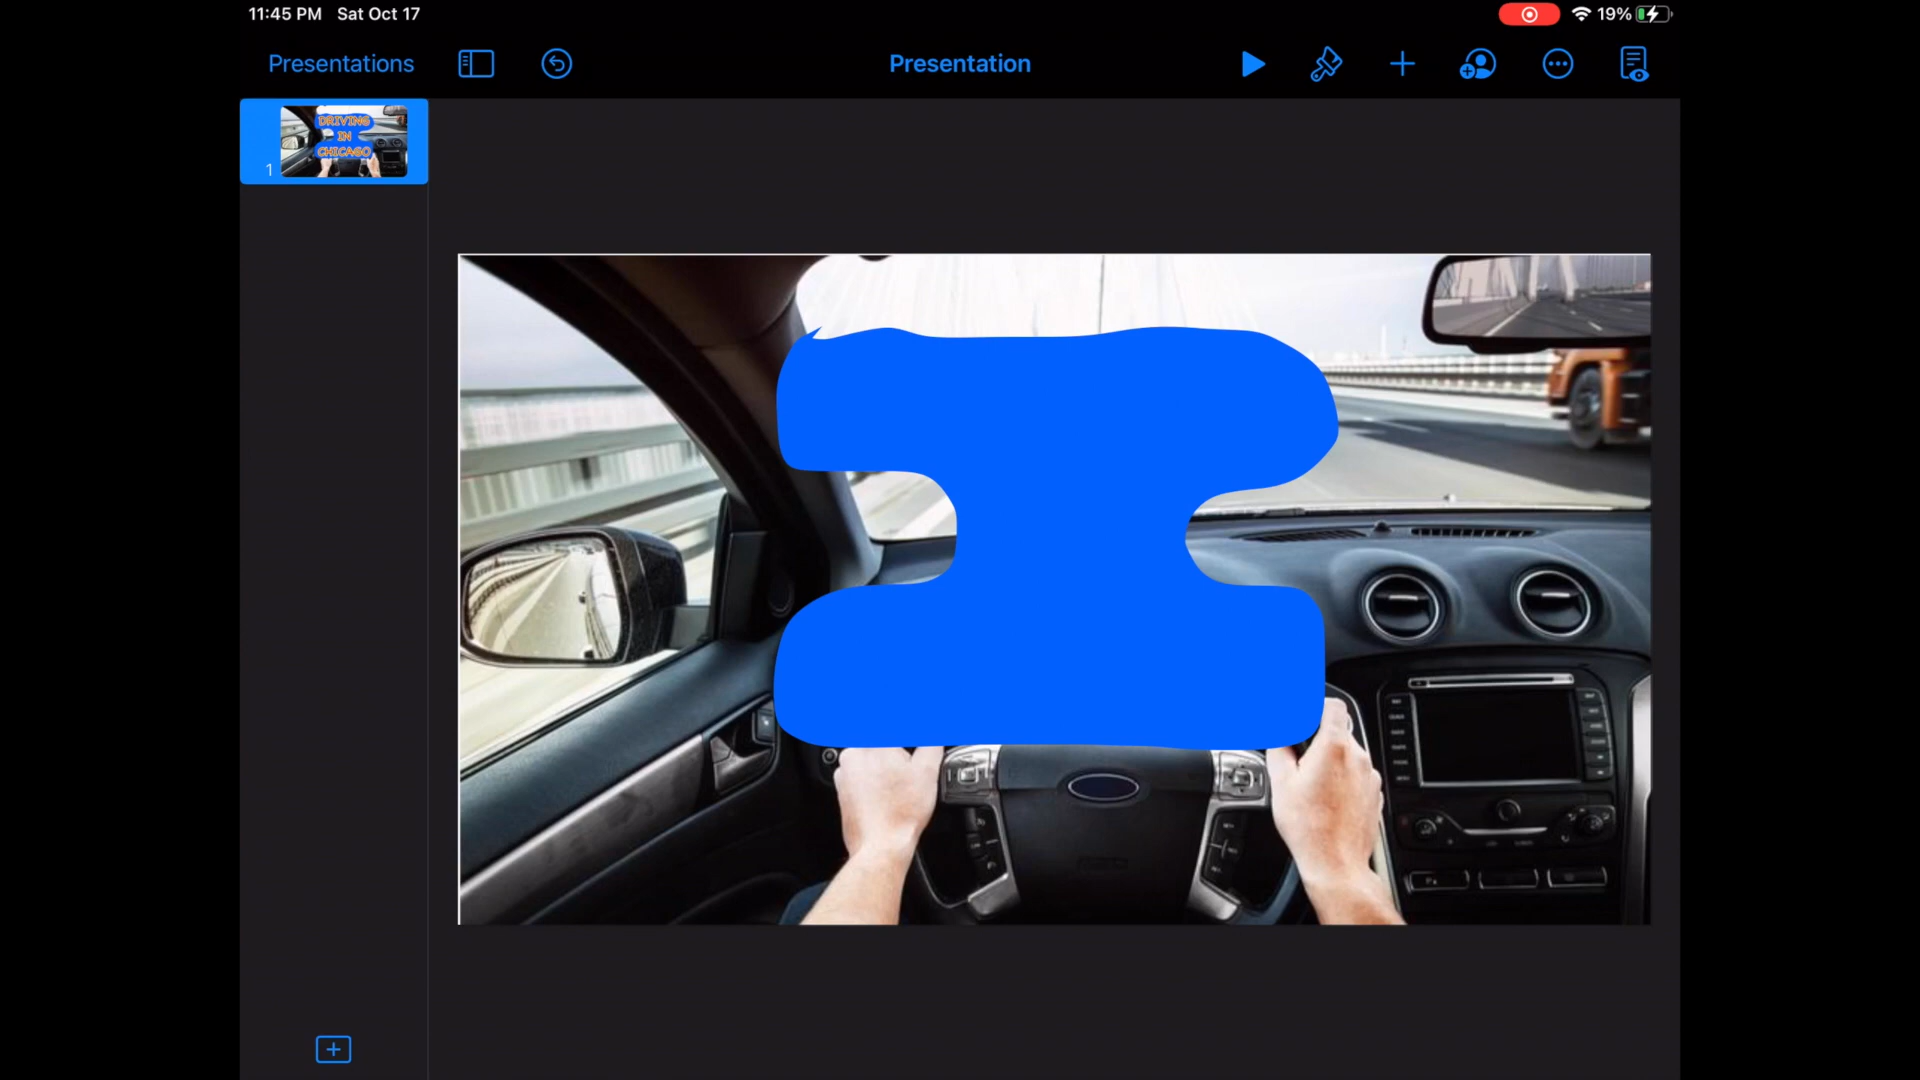 11:45 PM Sat Oct 17
19%
Presentations
Presentation
DRIVING
IN
CHICAGO
1